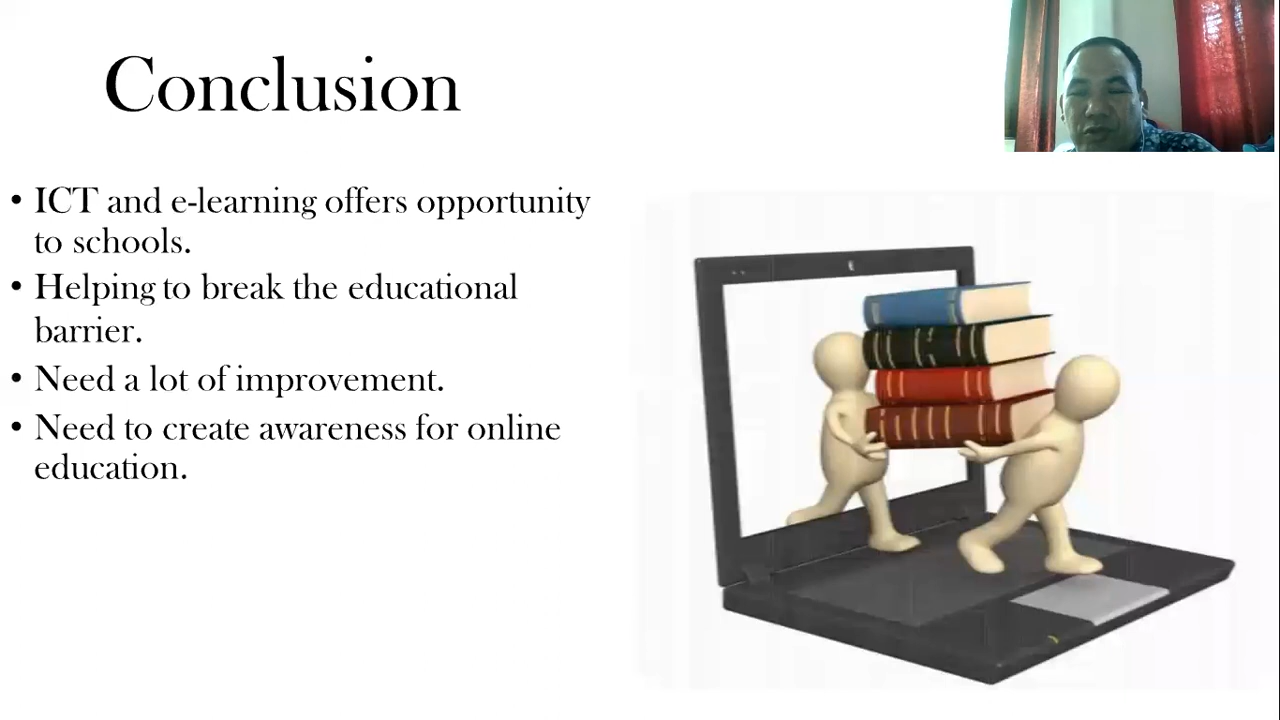 Conclusion
• ICT and e-learning offers opportunity
to schools.
• Helping to break the educational
barrier.
• Need a lot of improvement.
• Need to create awareness for online
education.